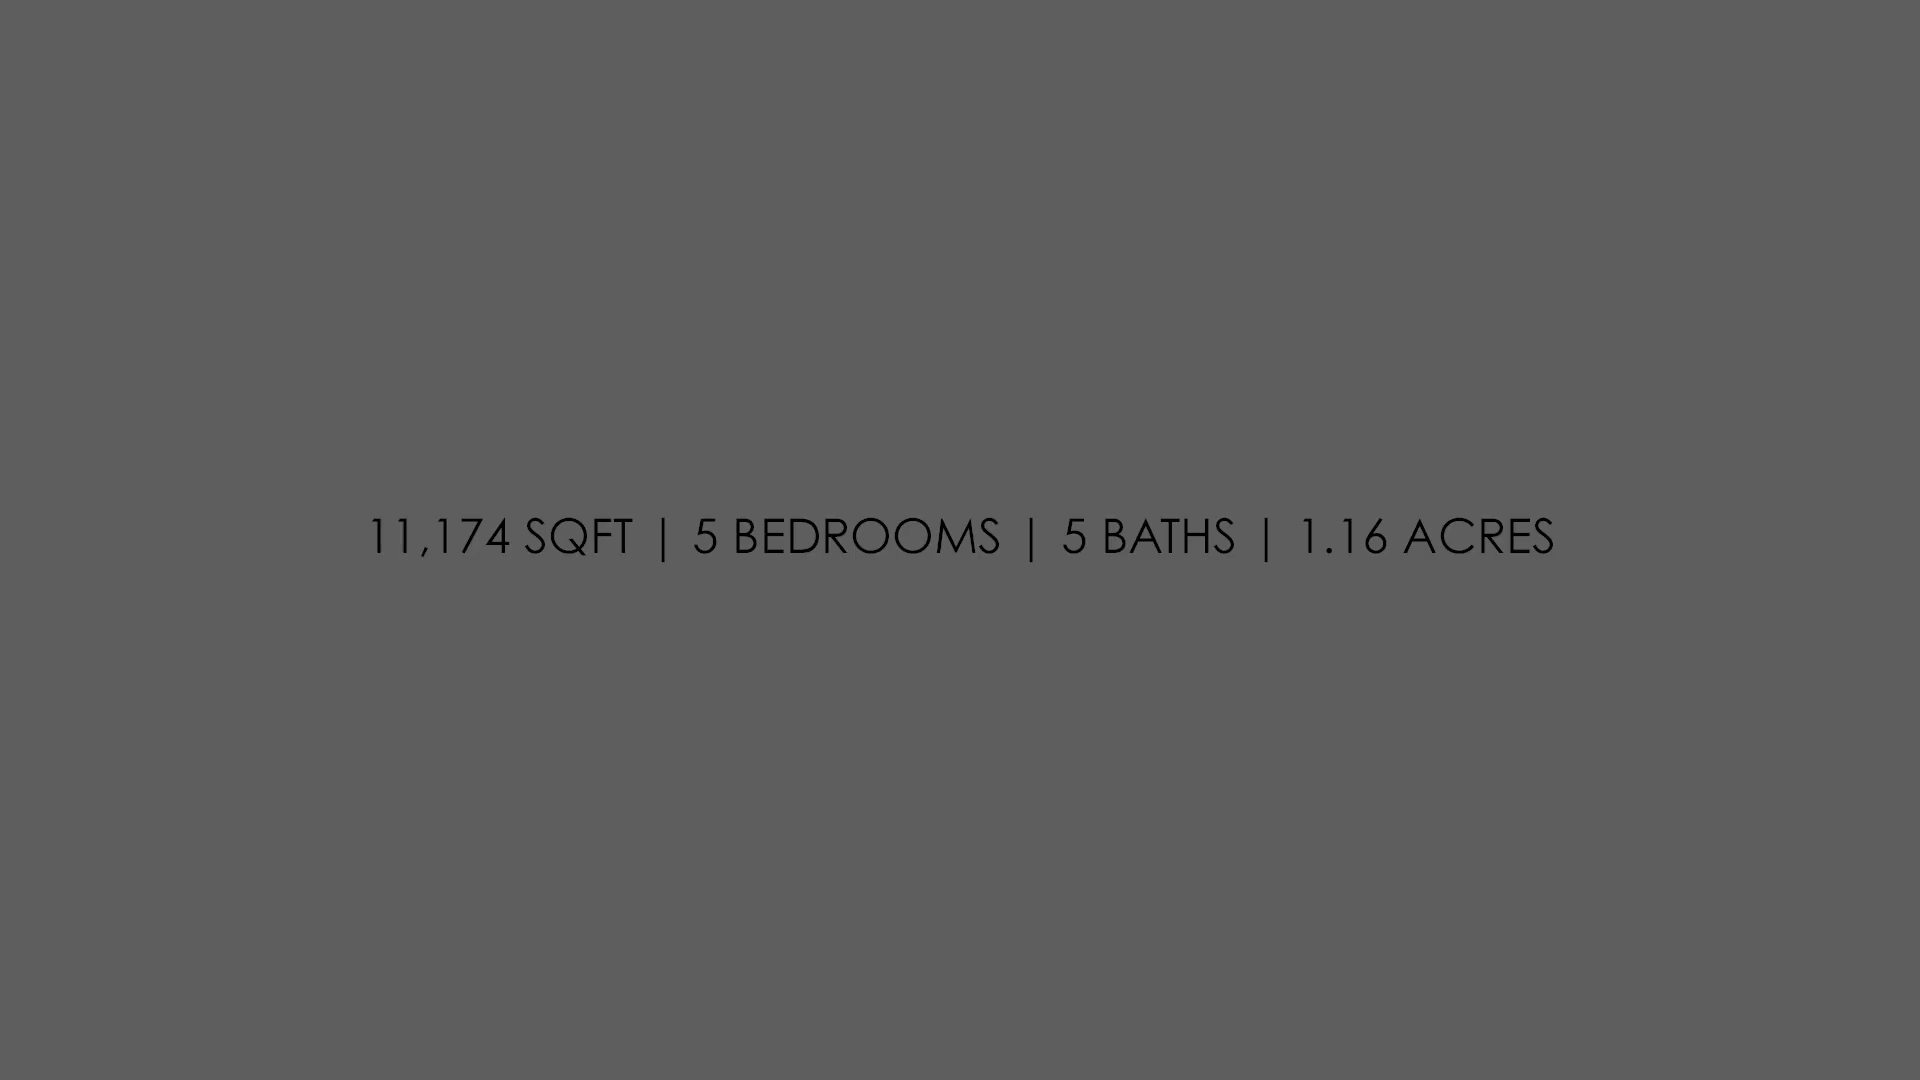 11,174 SQFT | 5 BEDROOMS | 5 BATHS | 1.16 ACRES